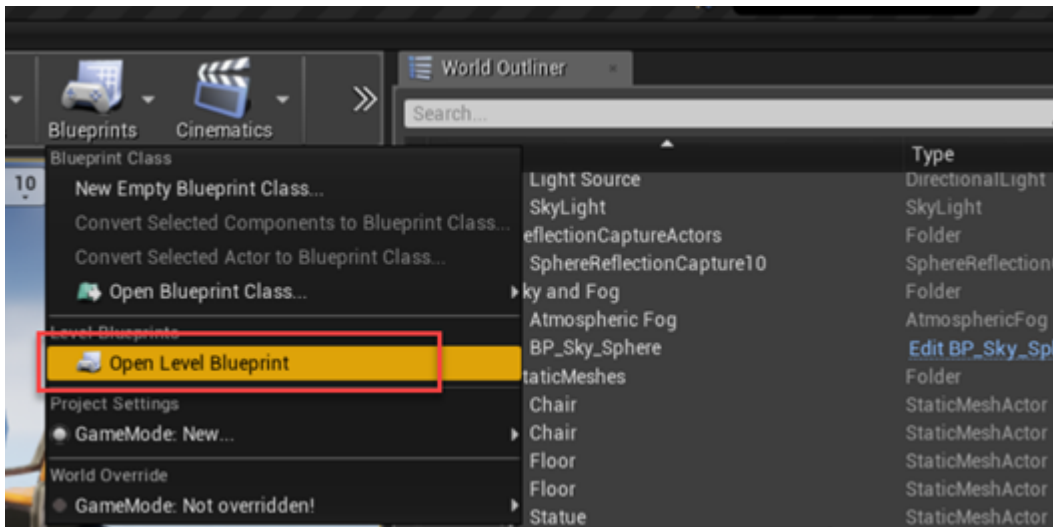 World Outliner
Search...
Blueprints
Cinematics
Type
10
Blueprint Class
New Empty Blueprint Class...
Convert Selected Components to Blueprint Class...
Convert Selected Actor to Blueprint Class...
Open Blueprint Class...
Level Blueprints
Open Level Blueprint
Project Settings
GameMode: New...
World Override
GameMode: Not overridden!
Light Source DirectionalLight
SkyLight SkyLight
eflectionCaptureActors Folder
SphereReflectionCapture10 SphereReflection
ky and Fog Folder
Atmospheric Fog AtmosphericFog
BP_Sky_Sphere Edit BP_Sky_Sp
taticMeshes Folder
Chair StaticMeshActor
Chair StaticMeshActor
Floor StaticMeshActor
Floor StaticMeshActor
Statue StaticMeshActor